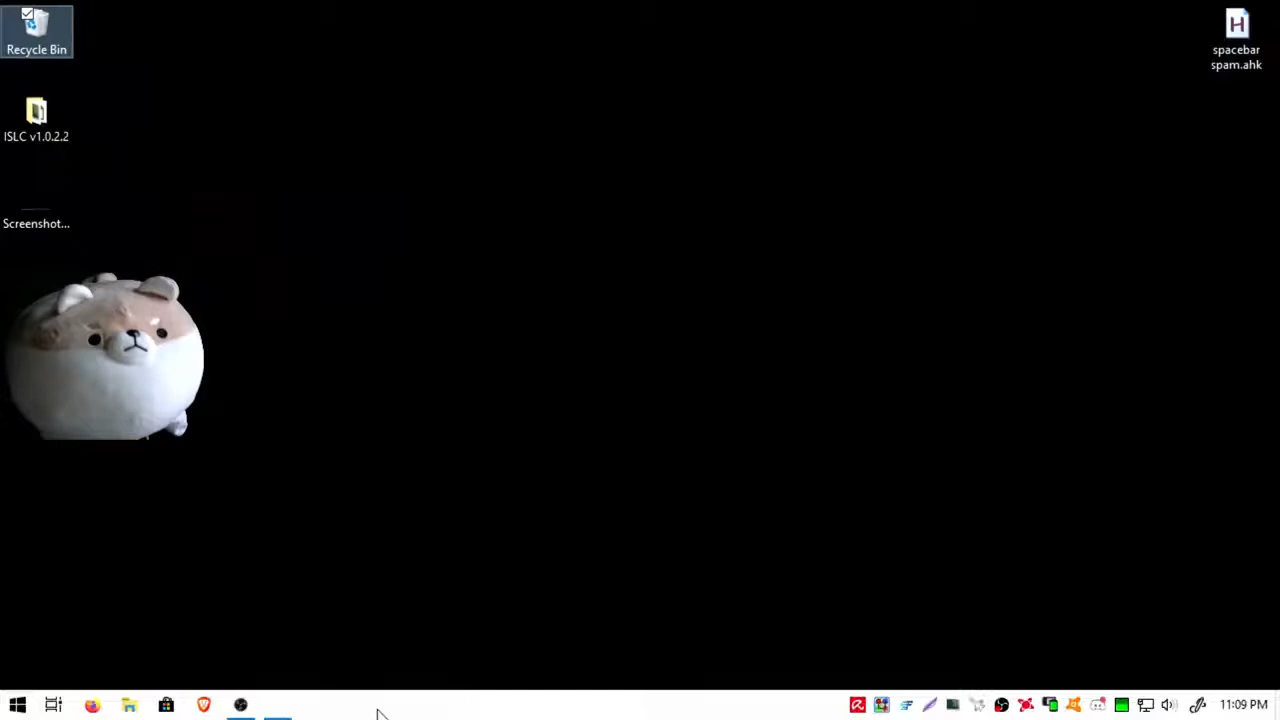 Recycle Bin
ISLC v1.0.2.2
Screenshot...
spacebar
spam.ahk
11:09 PM